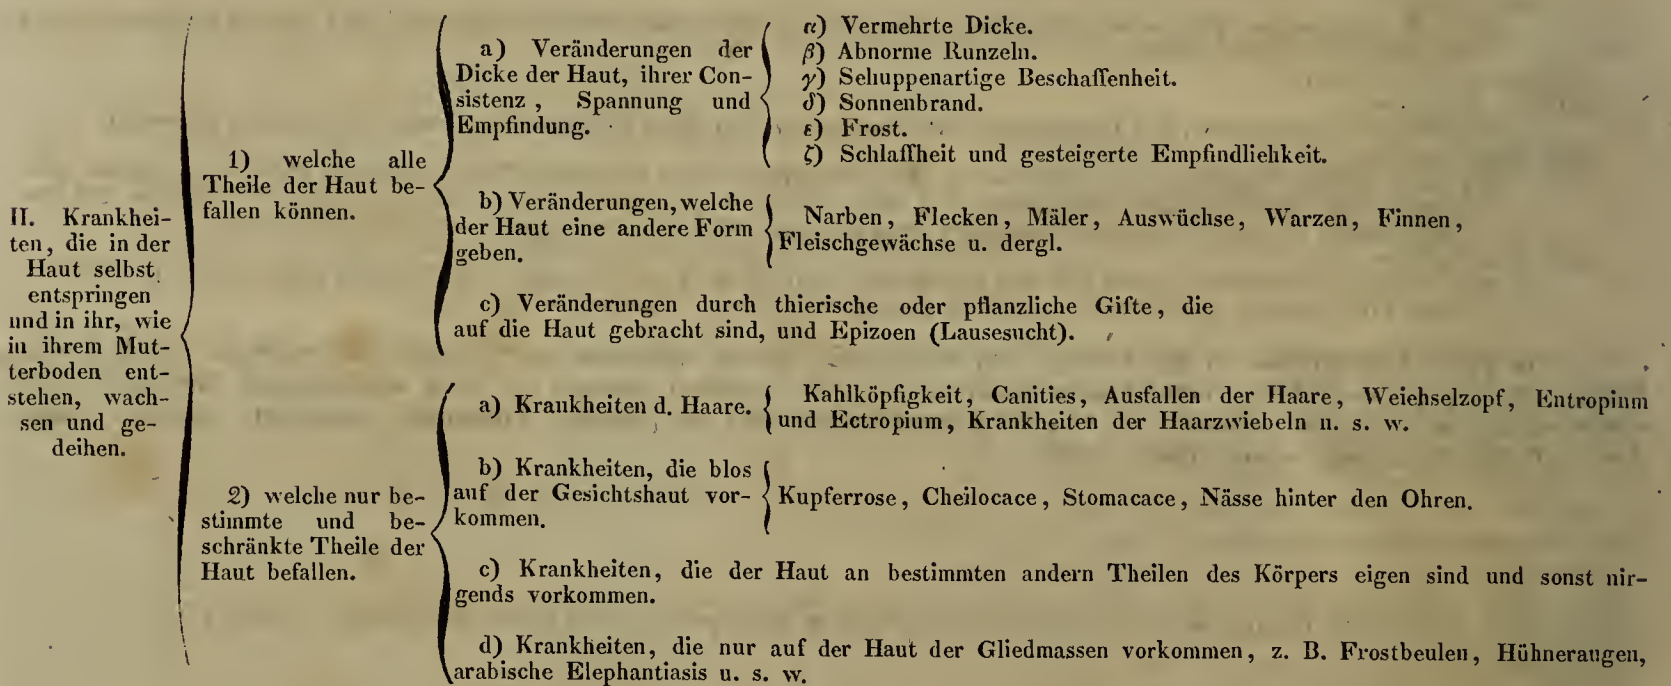 II. Krankhei-
ten, die in der
Haut selbst
entspringen
und in ihr, wie
in ihrem Mut-
terboden ent-
stehen, wach-
sen und ge-
deihen.
1) welche alle
Theile der Haut be-
fallen können.
a) Veränderungen der
Dicke der Haut, ihrer Con-
sistenz, Spannung und
Empfindung.
α) Vermehrte Dicke.
β) Abnorme Runzeln.
γ) Schuppenartige Beschaffenheit.
δ) Sonnenbrand.
ε) Frost.
ζ) Schlaffheit und gesteigerte Empfindlichkeit.
b) Veränderungen, welche
der Haut eine andere Form
geben.
Narben, Flecken, Mäler, Auswüchse, Warzen, Finnen,
Fleischgewächse u. dergl.
c) Veränderungen durch thierische oder pflanzliche Gifte, die
auf die Haut gebracht sind, und Epizoen (Lausesucht).
2) welche nur be-
stimmte und be-
schränkte Theile der
Haut befallen.
a) Krankheiten d. Haare.
Kahlköpfigkeit, Canities, Ausfallen der Haare, Weichselzopf, Entropium
und Ectropium, Krankheiten der Haarzwiebeln u. s. w.
b) Krankheiten, die blos
auf der Gesichtshaut vor-
kommen.
Kupferrose, Cheilocace, Stomacace, Nässe hinter den Ohren.
c) Krankheiten, die der Haut an bestimmten andern Theilen des Körpers eigen sind und sonst nir-
gends vorkommen.
d) Krankheiten, die nur auf der Haut der Gliedmassen vorkommen, z. B. Frostbeulen, Hühneraugen,
arabische Elephantiasis u. s. w.